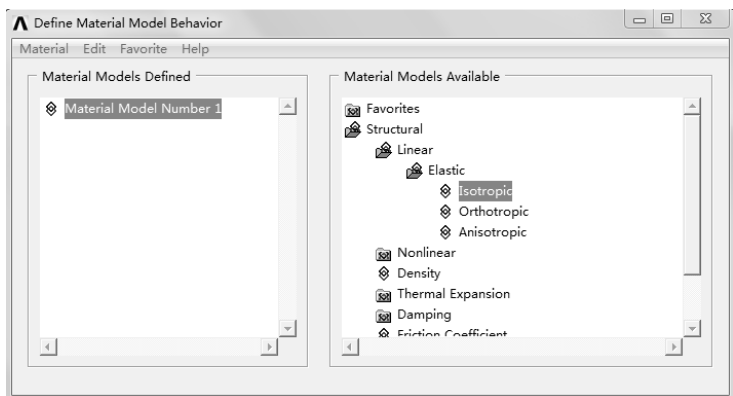 Define Material Model Behavior
Material Edit Favorite Help
Material Models Defined
Material Model Number 1
Material Models Available
Favorites
Structural
Linear
Elastic
Isotropic
Orthotropic
Anisotropic
Nonlinear
Density
Thermal Expansion
Damping
Friction Coefficient